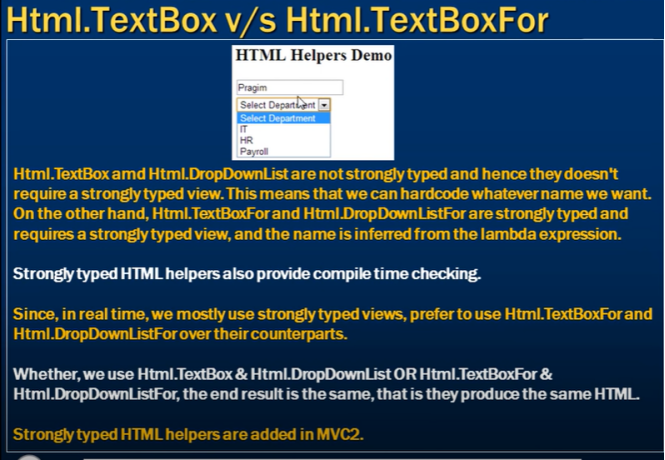 Html.TextBox v/s Html.TextBoxFor
HTML Helpers Demo
Pragim
Select Department
Select Department
IT
HR
Payroll
Html.TextBox amd Html.DropDownList are not strongly typed and hence they doesn't
require a strongly typed view. This means that we can hardcode whatever name we want.
On the other hand, Html.TextBoxFor and Html.DropDownListFor are strongly typed and
requires a strongly typed view, and the name is inferred from the lambda expression.
Strongly typed HTML helpers also provide compile time checking.
Since, in real time, we mostly use strongly typed views, prefer to use Html.TextBoxFor and
Html.DropDownListFor over their counterparts.
Whether, we use Html.TextBox & Html.DropDownList OR Html.TextBoxFor &
Html.DropDownListFor, the end result is the same, that is they produce the same HTML.
Strongly typed HTML helpers are added in MVC2.